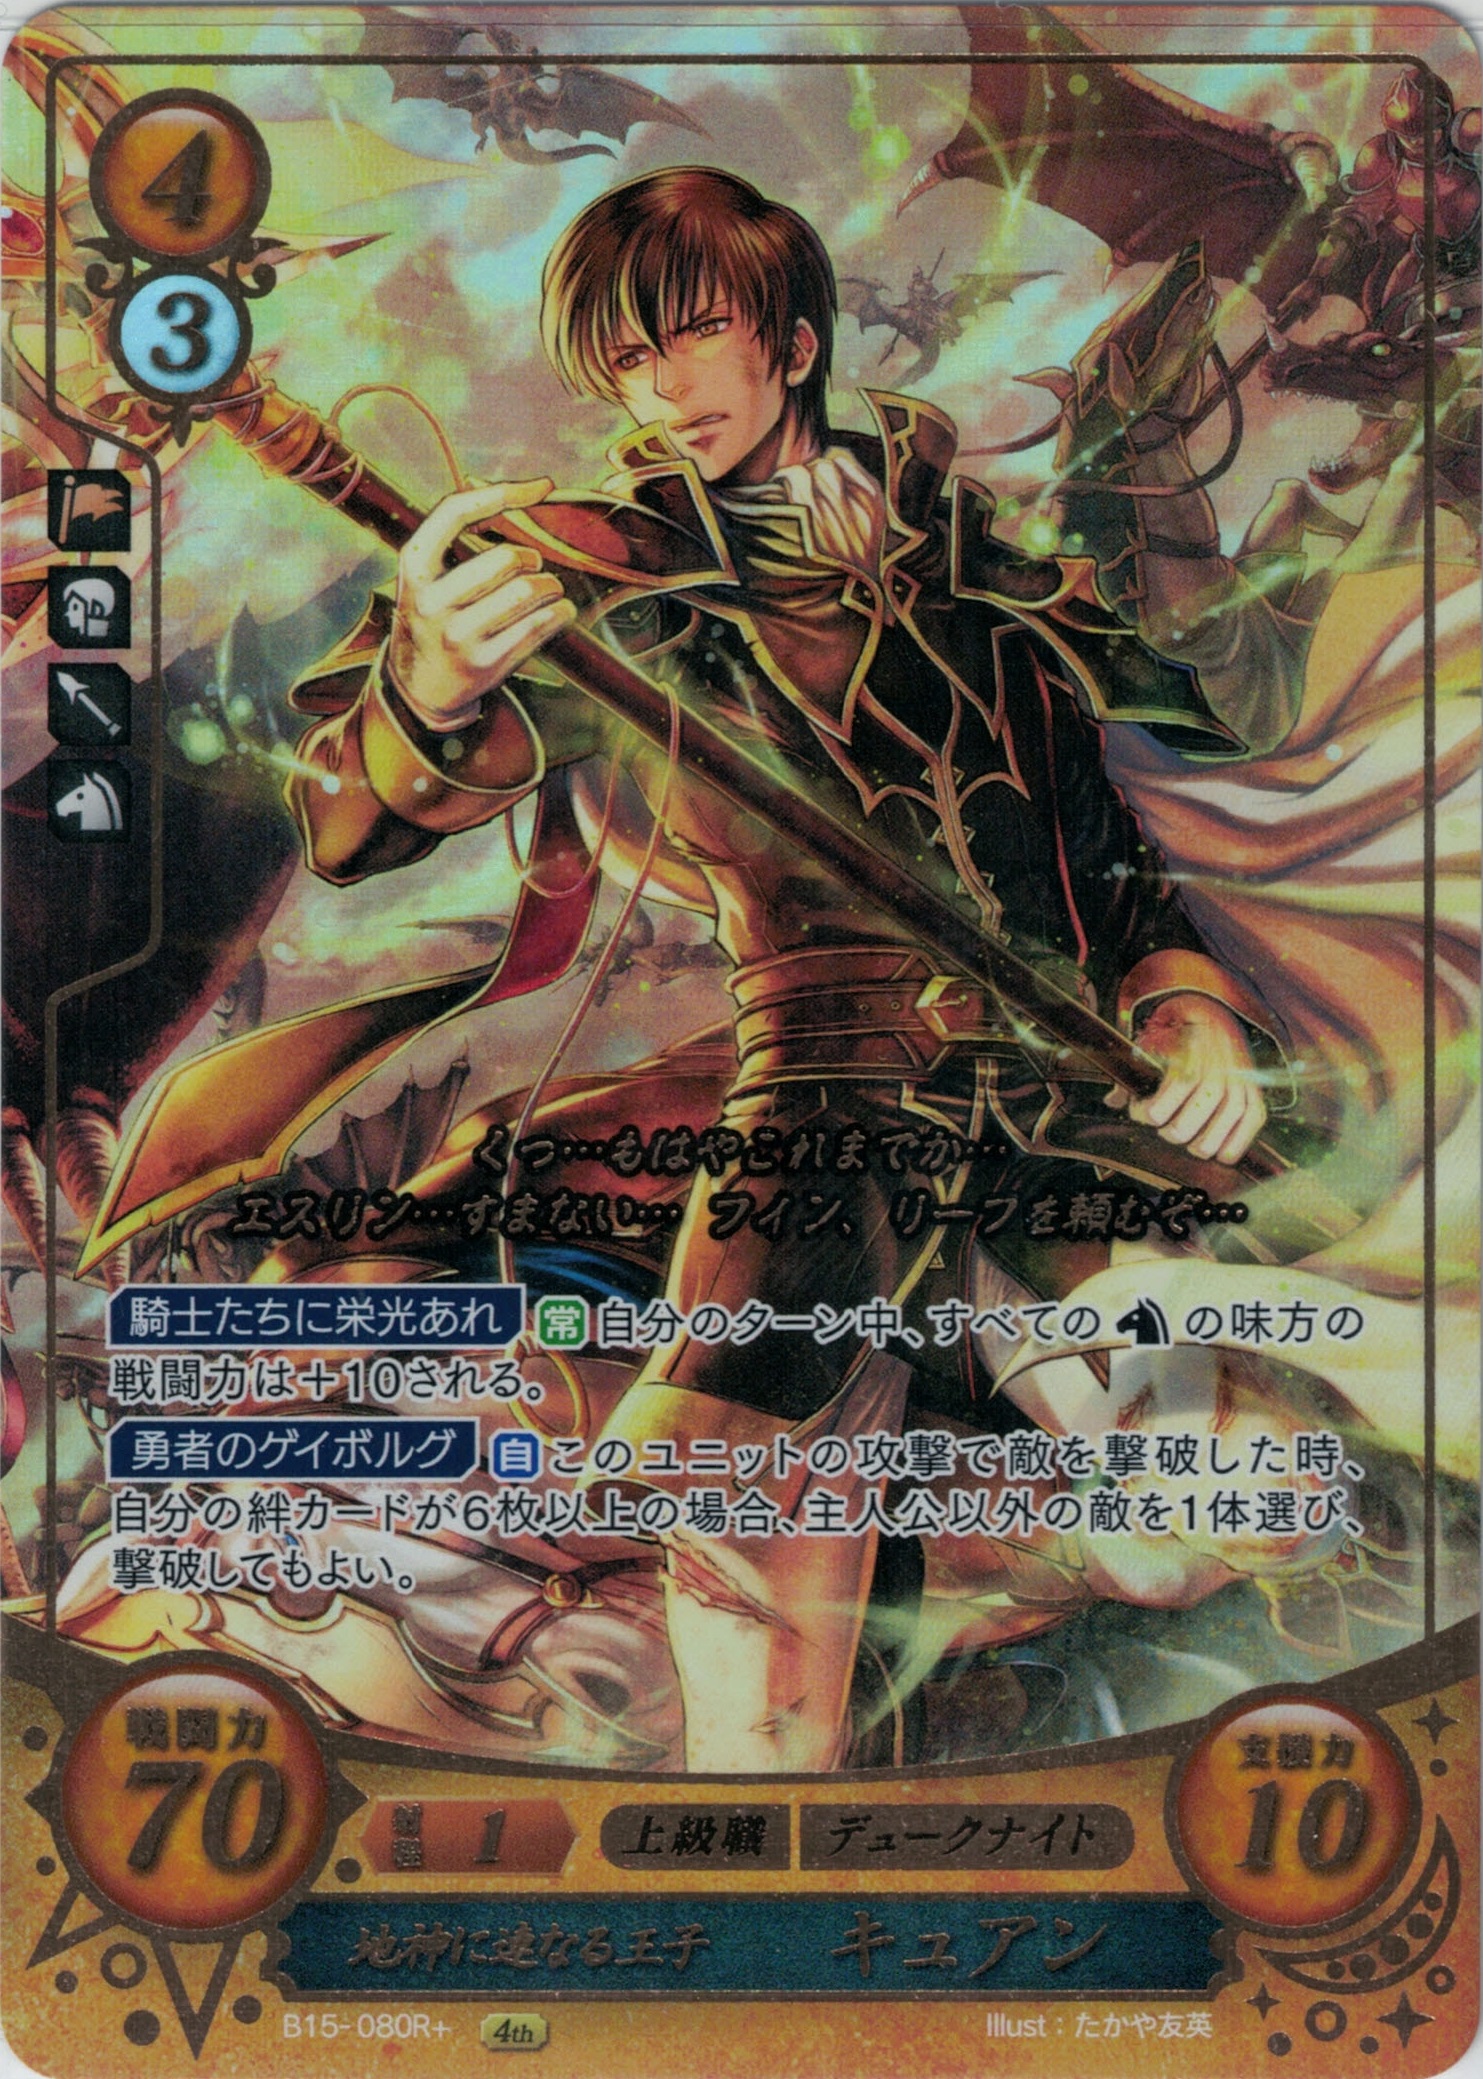 4
3
くっ…もはやこれまでか…
エスリン…すまない… フィン、リーフを頼むぞ…
騎士たちに栄光あれ 常 自分のターン中、すべての の味方の
戦闘力は＋10される。
勇者のゲイボルグ 自 このユニットの攻撃で敵を撃破した時、
自分の絆カードが6枚以上の場合、主人公以外の敵を1体選び、
撃破してもよい。
戦闘力
70
射程 1 上級職 デュークナイト
支援力
10
地神に連なる王子 キュアン
B15-080R+ 4th Illust：たかや友英